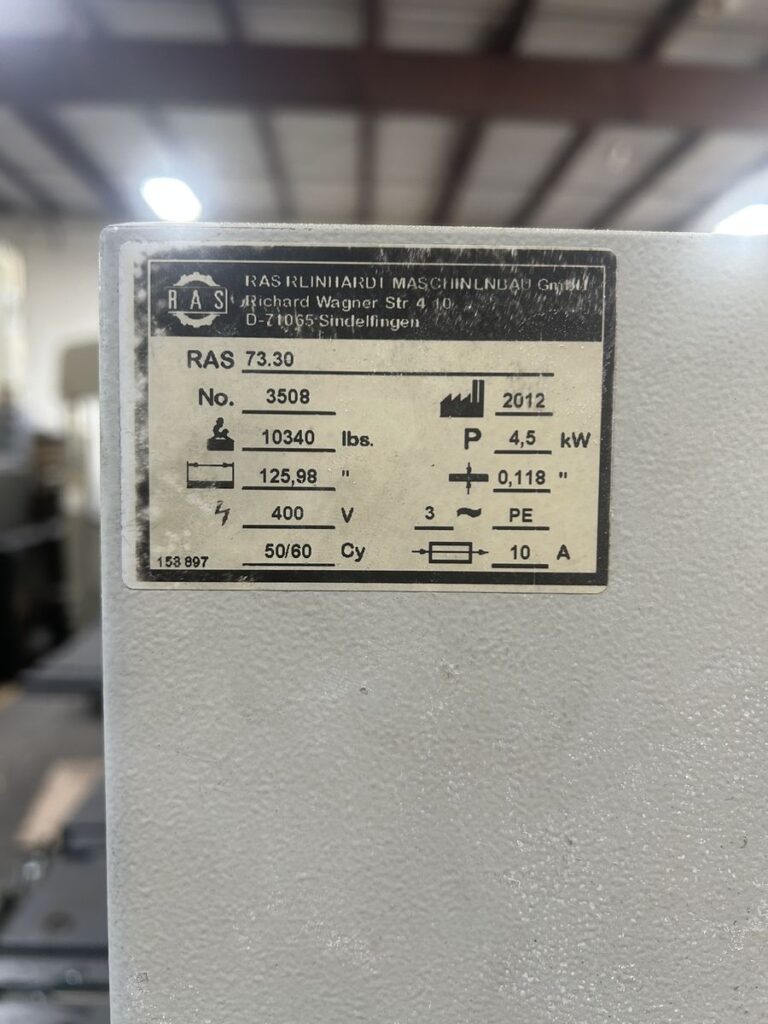 RAS
RAS REINHARDT MASCHINENBAU GmbH
Richard Wagner Str 4 10
D-71065 Sindelfingen
RAS 73.30
No. 3508 2012
10340 lbs. P 4,5 kW
125,98 " 0,118 "
400 V 3 ~ PE
153 897 50/60 Cy 10 A